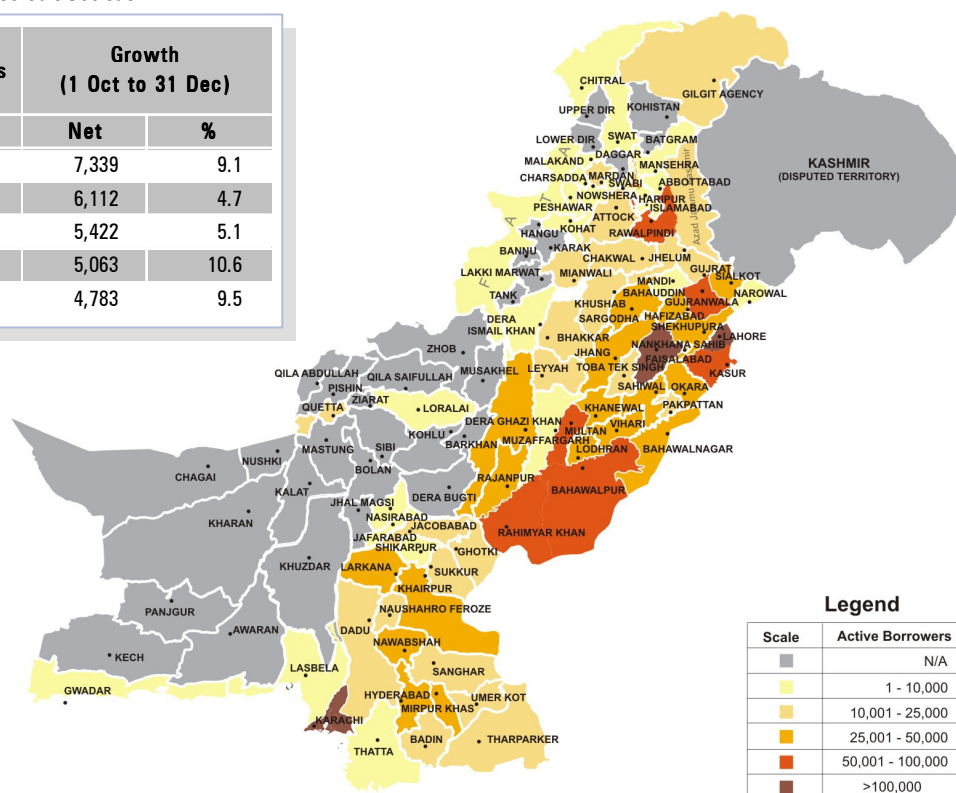 Growth
(1 Oct to 31 Dec)
Net %
7,339 9.1
6,112 4.7
5,422 5.1
5,063 10.6
4,783 9.5
CHITRAL
GILGIT AGENCY
UPPER DIR
KOHISTAN
LOWER DIR
SWAT
BATGRAM
DAGGAR
MALAKAND
MANSEHRA
KASHMIR
(DISPUTED TERRITORY)
CHARSADDA
MARDAN
SWABI
ABBOTTABAD
NOWSHERA
HARIPUR
PESHAWAR
ISLAMABAD
ATTOCK
Azad Jammu Kashmir
F A T A
HANGU
KOHAT
RAWALPINDI
BANNU
KARAK
CHAKWAL
JHELUM
LAKKI MARWAT
MIANWALI
GUJRAT
SIALKOT
MANDI
BAHAUDDIN
NAROWAL
TANK
KHUSHAB
GUJRANWALA
SARGODHA
HAFIZABAD
DERA
ISMAIL KHAN
SHEKHUPURA
BHAKKAR
NANKHANA SAHIB
LAHORE
JHANG
FAISALABAD
ZHOB
LEYYAH
TOBA TEK SINGH
KASUR
QILA ABDULLAH
QILA SAIFULLAH
MUSAKHEL
SAHIWAL
OKARA
PISHIN
ZIARAT
PAKPATTAN
QUETTA
LORALAI
DERA GHAZI KHAN
KHANEWAL
MULTAN
VIHARI
KOHLU
BARKHAN
MUZAFFARGARH
MASTUNG
SIBI
LODHRAN
BAHAWALNAGAR
NUSHKI
BOLAN
CHAGAI
RAJANPUR
KALAT
DERA BUGTI
BAHAWALPUR
JHAL MAGSI
KHARAN
NASIRABAD
JACOBABAD
RAHIMYAR KHAN
JAFARABAD
SHIKARPUR
GHOTKI
KHUZDAR
LARKANA
SUKKUR
KHAIRPUR
PANJGUR
NAUSHAHRO FEROZE
AWARAN
DADU
NAWABSHAH
KECH
LASBELA
SANGHAR
GWADAR
HYDERABAD
UMER KOT
MIRPUR KHAS
KARACHI
BADIN
THARPARKER
THATTA
Legend
Scale Active Borrowers
N/A
1 - 10,000
10,001 - 25,000
25,001 - 50,000
50,001 - 100,000
>100,000